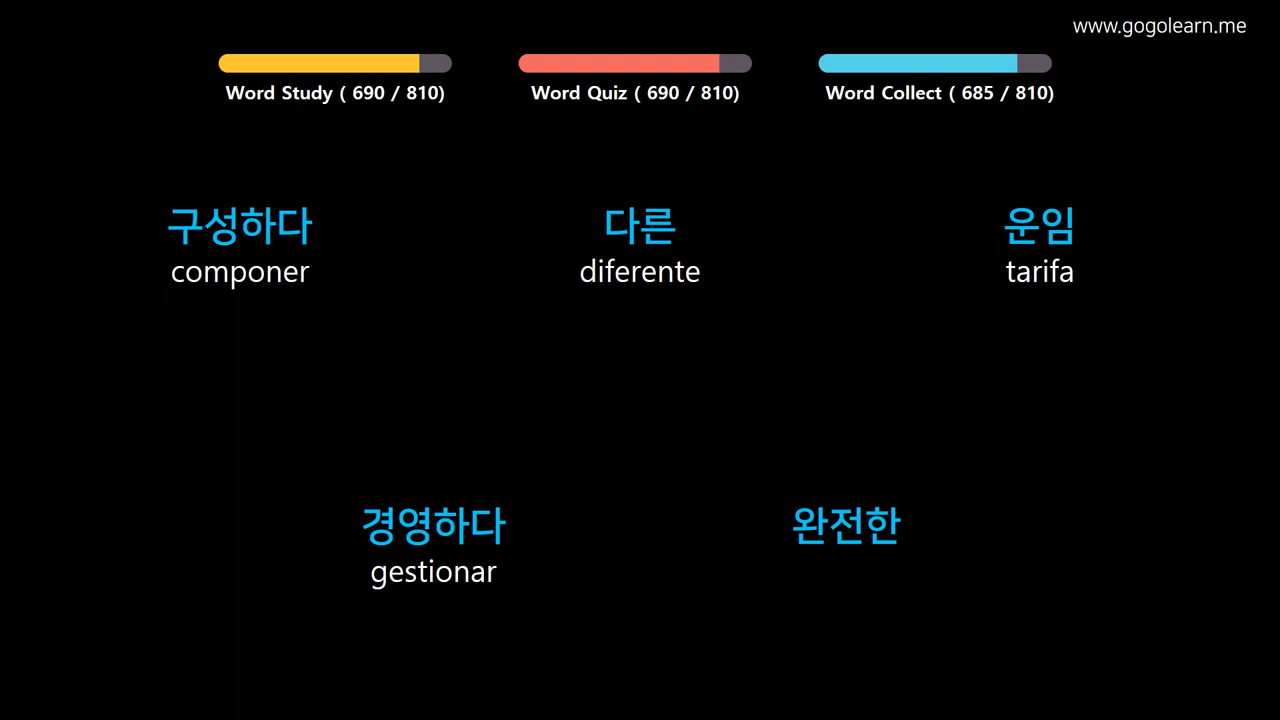 www.gogolearn.me
Word Study ( 690 / 810)
Word Quiz ( 690 / 810)
Word Collect ( 685 / 810)
구성하다
componer
다른
diferente
운임
tarifa
경영하다
gestionar
완전한